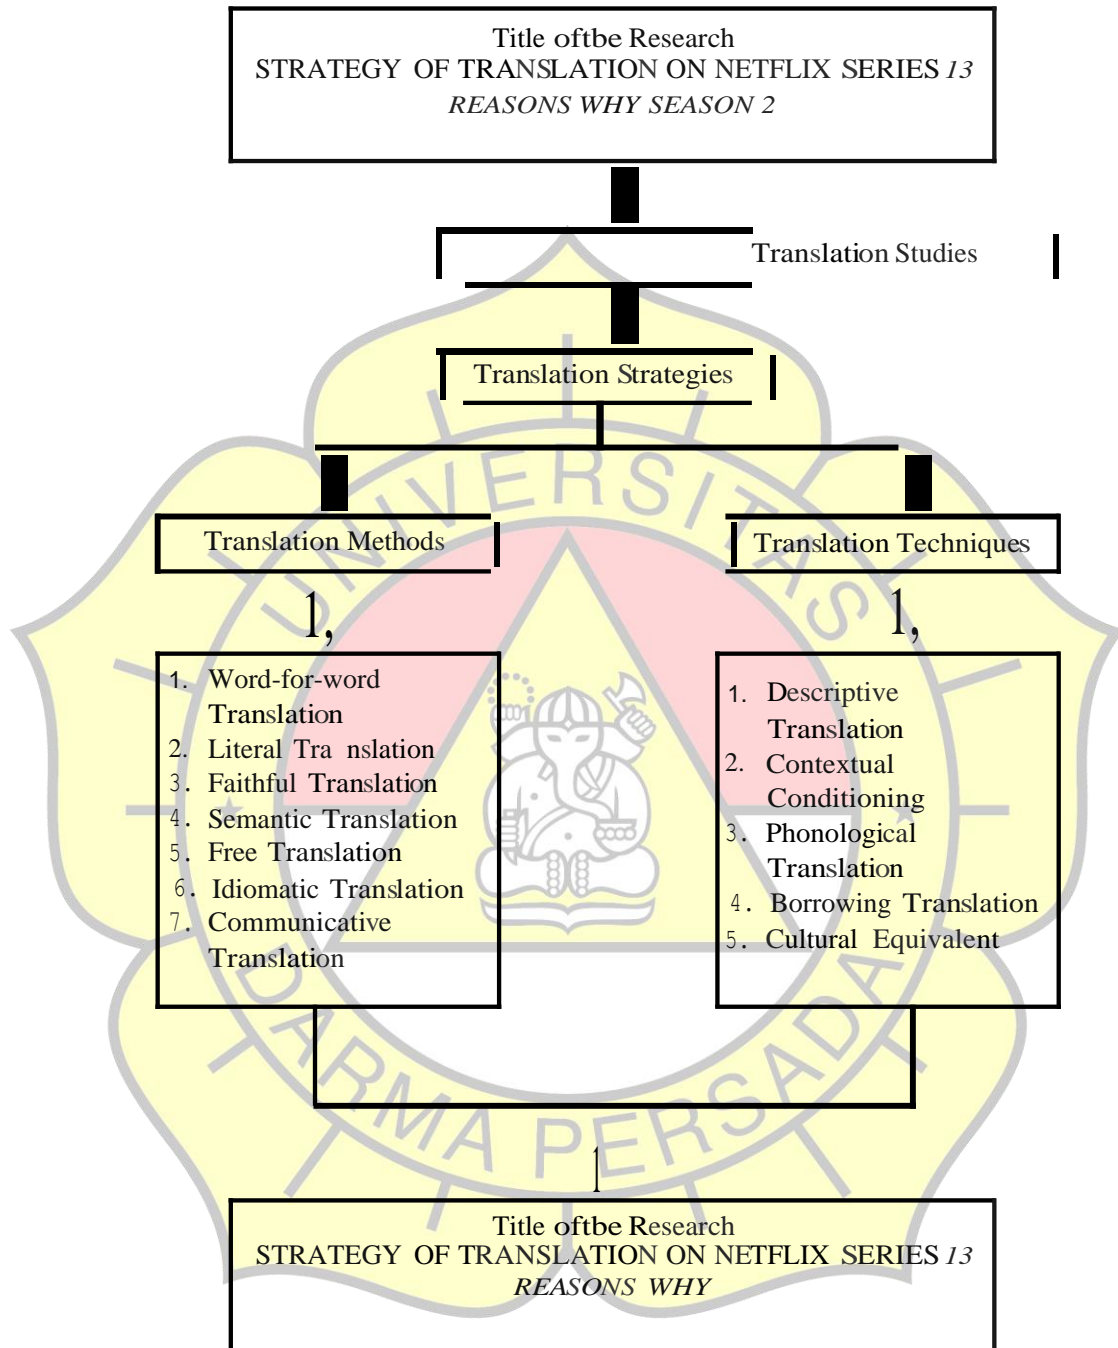 Title oftbe Research
STRATEGY OF TRANSLATION ON NETFLIX SERIES 13
REASONS WHY SEASON 2
Translation Studies
Translation Strategies
Translation Methods
Translation Techniques
1,
1,
1. Word-for-word
Translation
2. Literal Tra nslation
3. Faithful Translation
4. Semantic Translation
5. Free Translation
6. Idiomatic Translation
7. Communicative
Translation
1. Descriptive
Translation
2. Contextual
Conditioning
3. Phonological
Translation
4. Borrowing Translation
5. Cultural Equivalent
UNIVERSITAS
DARMA PERSADA
1
Title oftbe Research
STRATEGY OF TRANSLATION ON NETFLIX SERIES 13
REASONS WHY